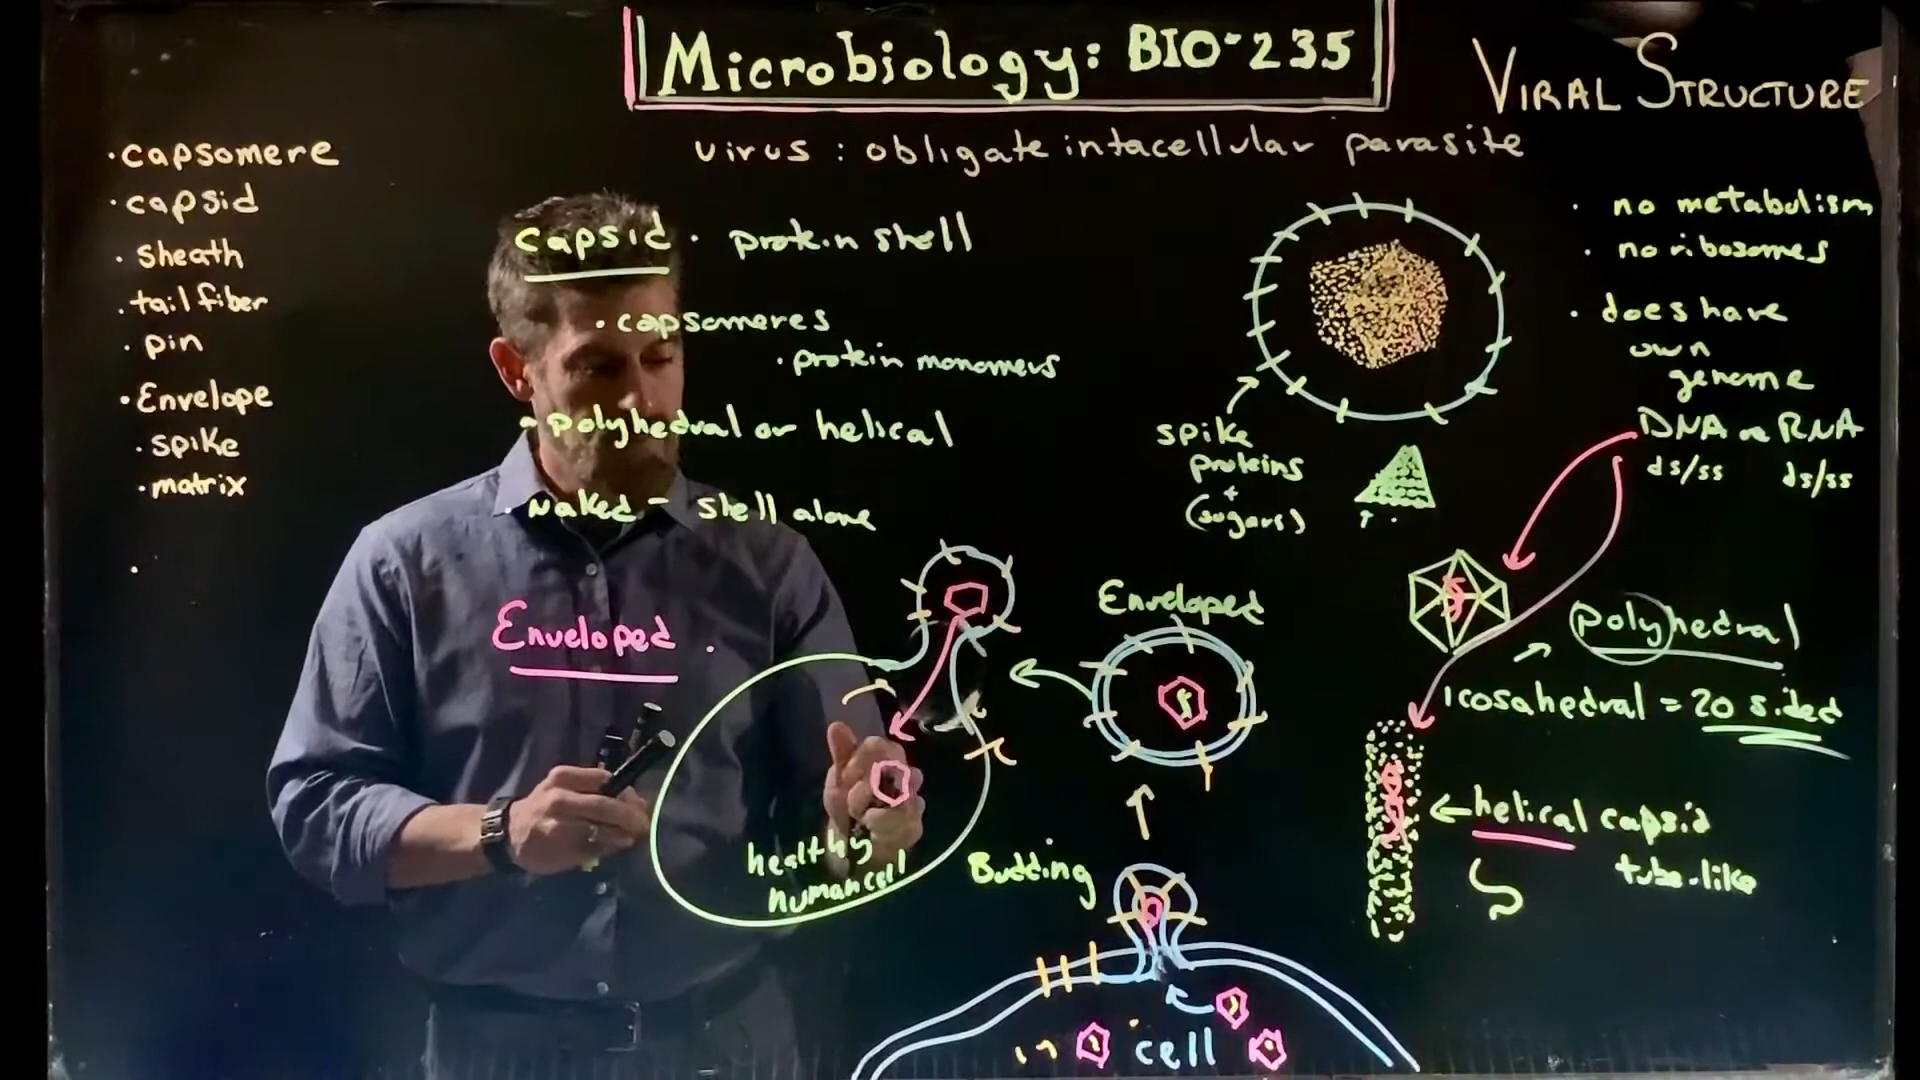 Microbiology: BIO-235
VIRAL STRUCTURE
virus : obligate intacellular parasite
· capsomere
· capsid
· sheath
· tail fiber
· pin
· Envelope
· spike
· matrix
·
capsid · protein shell
· capsomeres
· protein monomers
· polyhedral or helical
· Naked - shell alone
Enveloped .
healthy
human cell
spike
proteins
+
(sugars)
Enveloped
Budding
cell
· no metabolism
· no ribosomes
· does have
own
genome
DNA or RNA
ds/ss ds/ss
polyhedral
icosahedral = 20 sided
helical capsid
tube-like